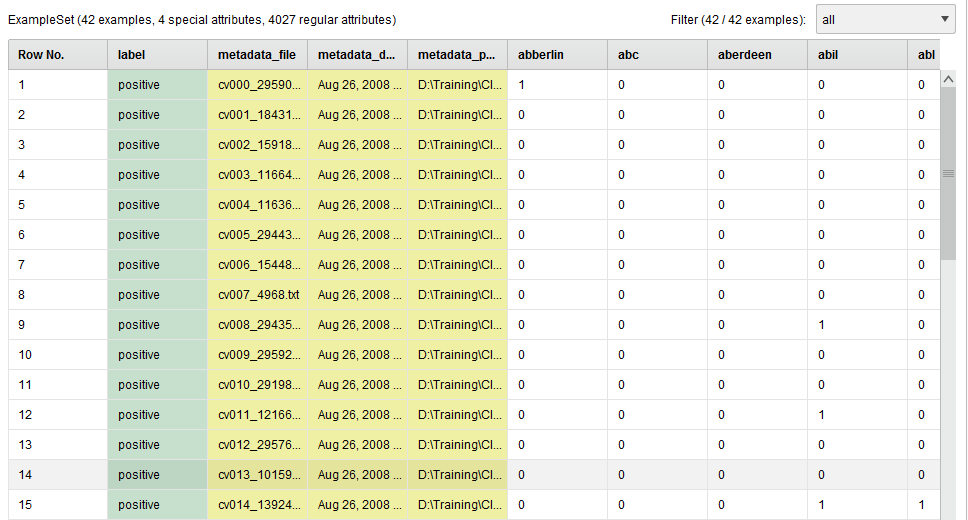 ExampleSet (42 examples, 4 special attributes, 4027 regular attributes) Filter (42 / 42 examples): all
Row No. label metadata_file metadata_d... metadata_p... abberlin abc aberdeen abil abl
1 positive cv000_29590... Aug 26, 2008 ... D:\Training\Cl... 1 0 0 0 0
2 positive cv001_18431... Aug 26, 2008 ... D:\Training\Cl... 0 0 0 0 0
3 positive cv002_15918... Aug 26, 2008 ... D:\Training\Cl... 0 0 0 0 0
4 positive cv003_11664... Aug 26, 2008 ... D:\Training\Cl... 0 0 0 0 0
5 positive cv004_11636... Aug 26, 2008 ... D:\Training\Cl... 0 0 0 0 0
6 positive cv005_29443... Aug 26, 2008 ... D:\Training\Cl... 0 0 0 0 0
7 positive cv006_15448... Aug 26, 2008 ... D:\Training\Cl... 0 0 0 0 0
8 positive cv007_4968.txt Aug 26, 2008 ... D:\Training\Cl... 0 0 0 0 0
9 positive cv008_29435... Aug 26, 2008 ... D:\Training\Cl... 0 0 0 1 0
10 positive cv009_29592... Aug 26, 2008 ... D:\Training\Cl... 0 0 0 0 0
11 positive cv010_29198... Aug 26, 2008 ... D:\Training\Cl... 0 0 0 0 0
12 positive cv011_12166... Aug 26, 2008 ... D:\Training\Cl... 0 0 0 1 0
13 positive cv012_29576... Aug 26, 2008 ... D:\Training\Cl... 0 0 0 0 0
14 positive cv013_10159... Aug 26, 2008 ... D:\Training\Cl... 0 0 0 0 0
15 positive cv014_13924... Aug 26, 2008 ... D:\Training\Cl... 0 0 0 1 1